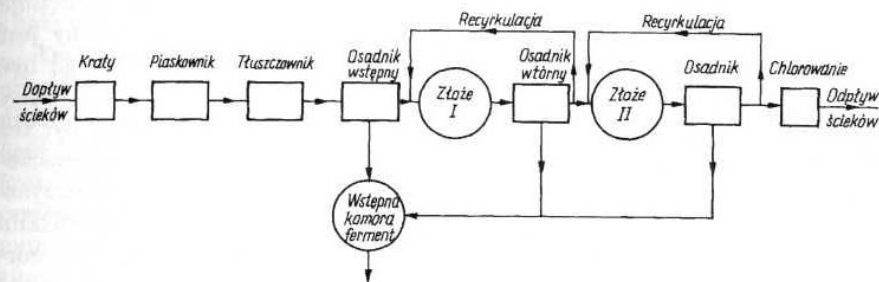 Recyrkulacja
Recyrkulacja
Kraty
Piaskownik
Tłuszczownik
Osadnik
wstępny
Osadnik
wtórny
Osadnik
Chlorowanie
Dopływ
ścieków
Złoże
I
Złoże
II
Odpływ
ścieków
Wstępna
komora
ferment